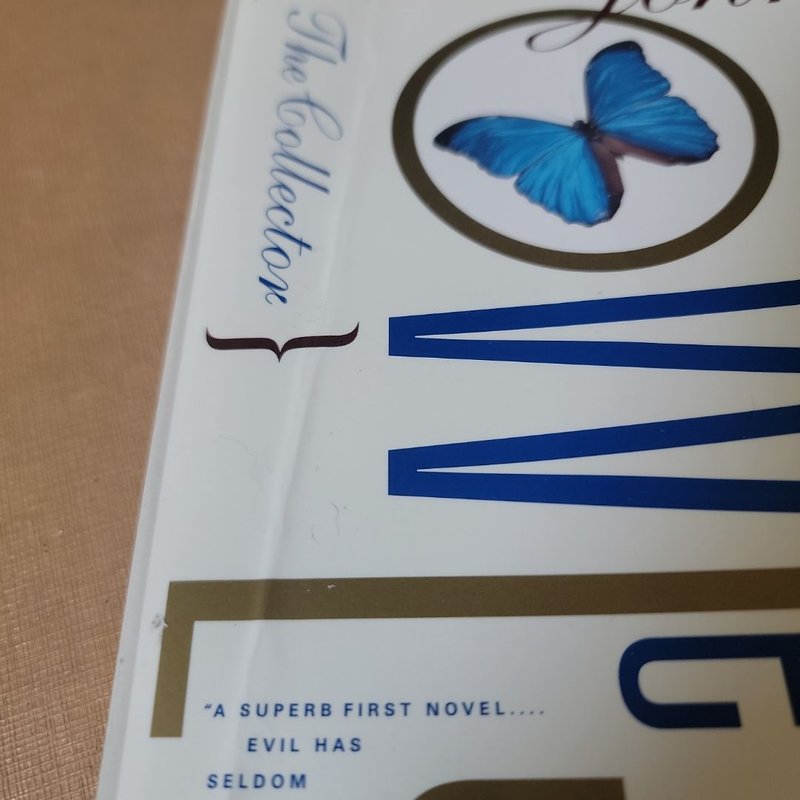 The Collector
"A SUPERB FIRST NOVEL....
EVIL HAS
SELDOM